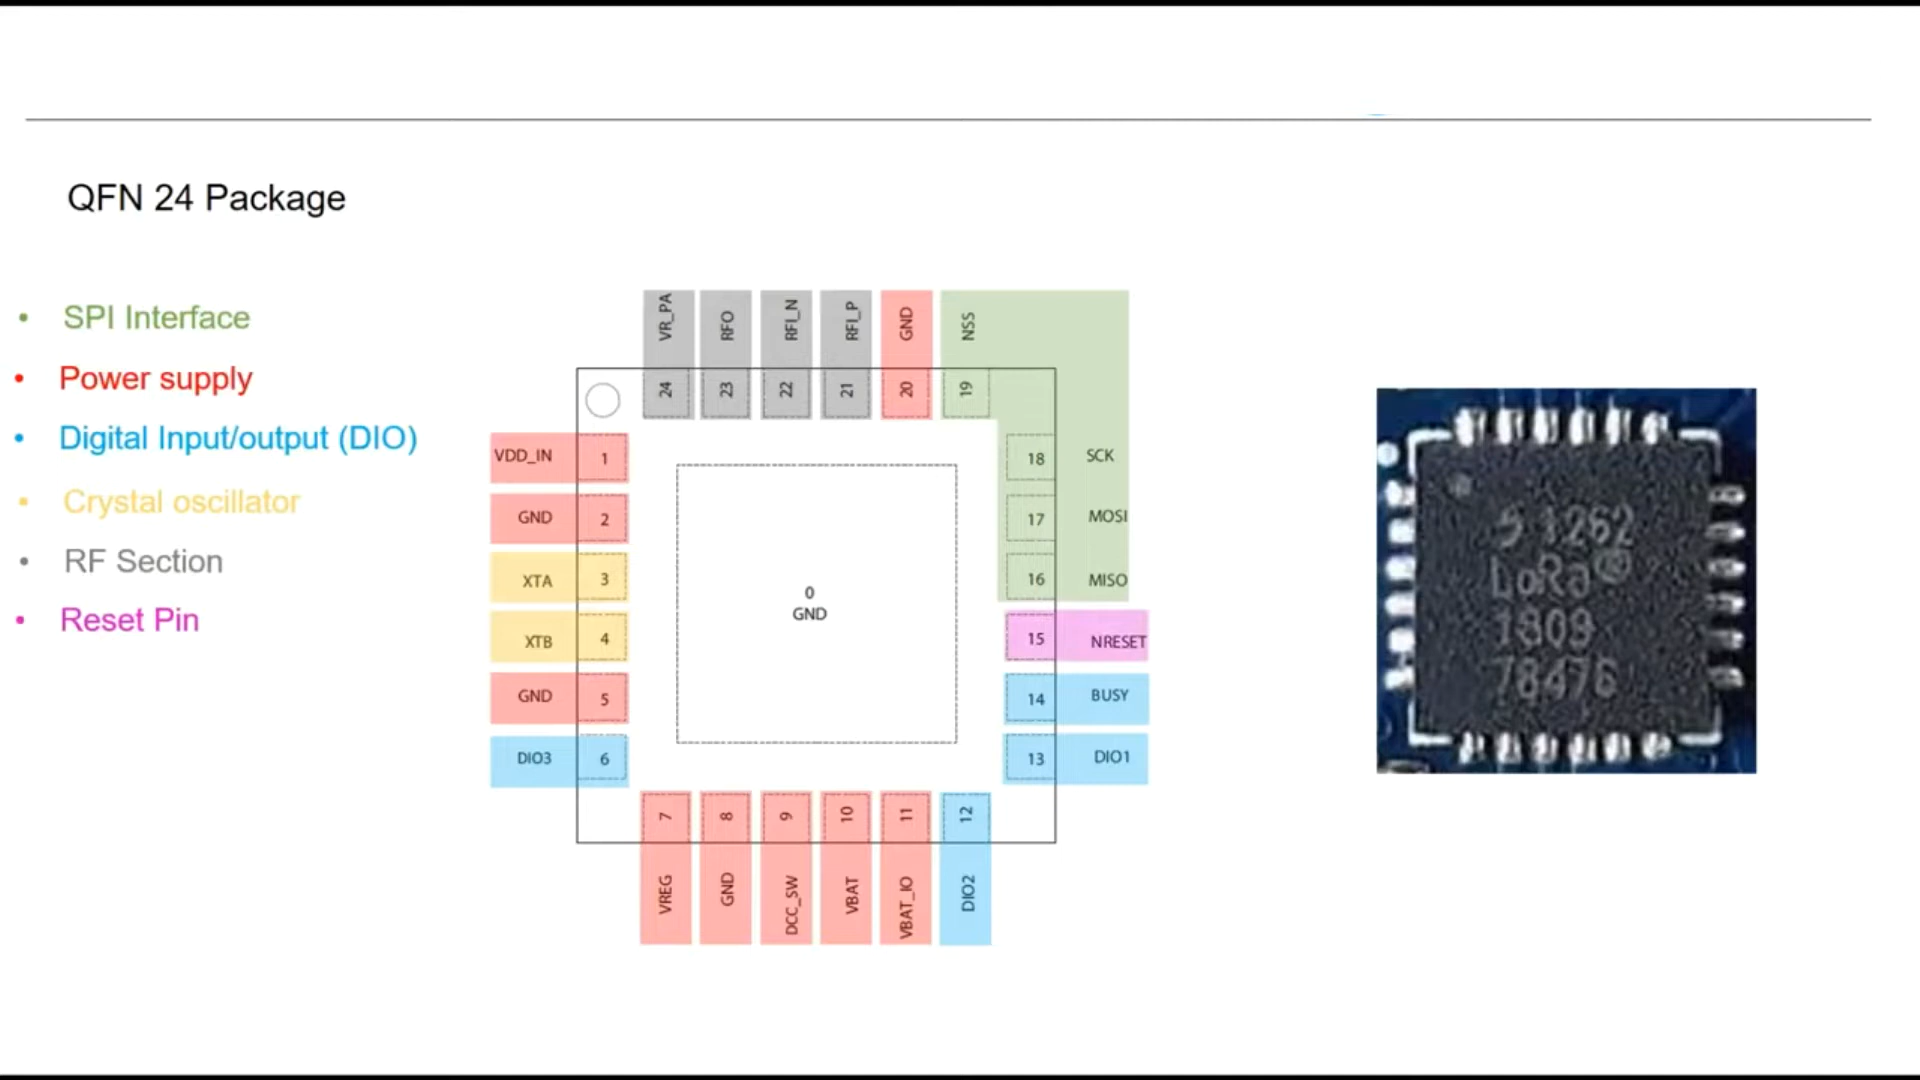 QFN 24 Package
• SPI Interface
• Power supply
• Digital Input/output (DIO)
• Crystal oscillator
• RF Section
• Reset Pin
VR_PA RFO RFI_N RFI_P GND NSS
24 23 22 21 20 19
VDD_IN 1
GND 2
XTA 3
XTB 4
GND 5
DIO3 6
0
GND
18 SCK
17 MOSI
16 MISO
15 NRESET
14 BUSY
13 DIO1
7 8 9 10 11 12
VREG GND DCC_SW VBAT VBAT_IO DIO2
1262
LoRa®
1809
78476